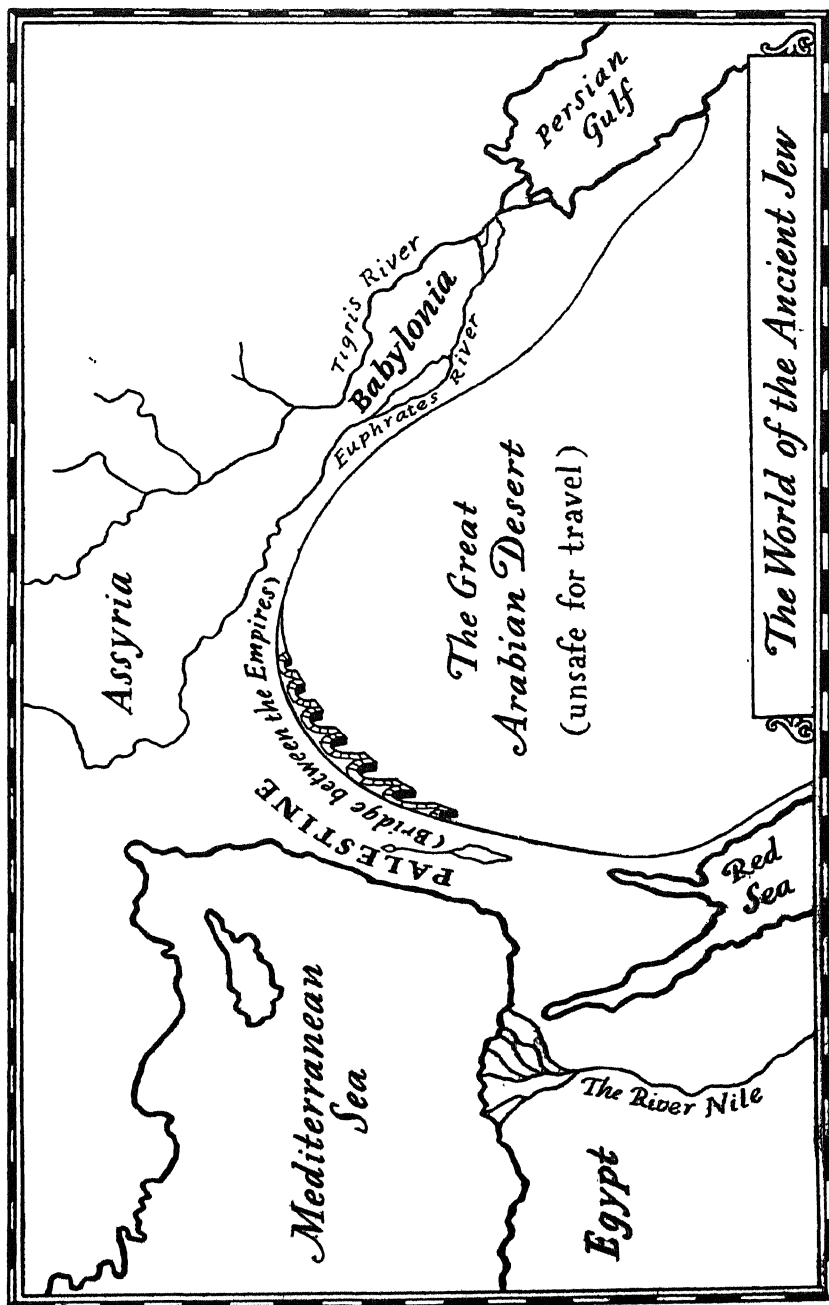 Assyria
Tigris River
Babylonia
Euphrates River
Persian
Gulf
Mediterranean
Sea
PALESTINE
(Bridge between the Empires)
The Great
Arabian Desert
(unsafe for travel)
Egypt
The River Nile
Red
Sea
The World of the Ancient Jew